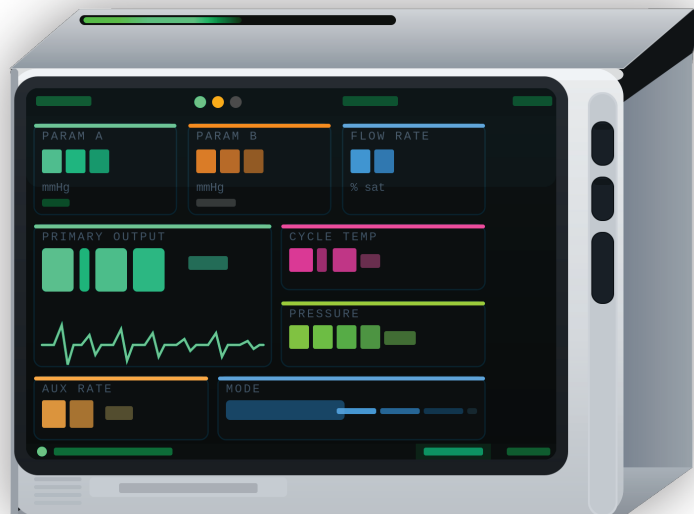 PARAM A
PARAM B
FLOW RATE
mmHg
mmHg
% sat
PRIMARY OUTPUT
CYCLE TEMP
PRESSURE
AUX RATE
MODE